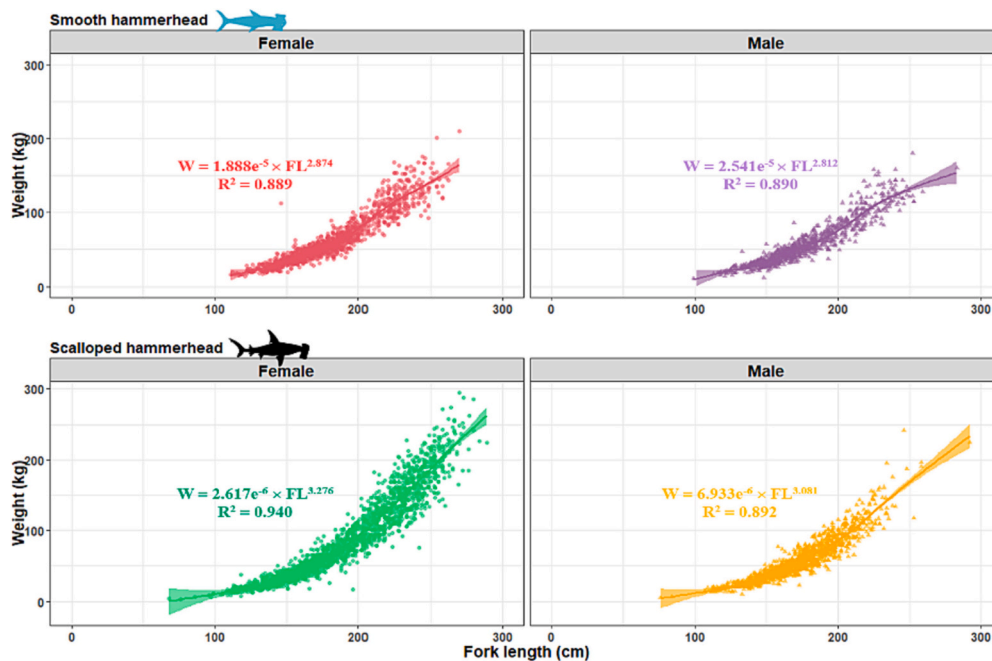 Smooth hammerhead
Female
Male
Weight (kg)
300
200
100
0
W = 1.888e⁻⁵ × FL²·⁸⁷⁴
R² = 0.889
W = 2.541e⁻⁵ × FL²·⁸¹²
R² = 0.890
0 100 200 300
0 100 200 300
Scalloped hammerhead
Female
Male
Weight (kg)
300
200
100
0
W = 2.617e⁻⁶ × FL³·²⁷⁶
R² = 0.940
W = 6.933e⁻⁶ × FL³·⁰⁸¹
R² = 0.892
0 100 200 300
0 100 200 300
Fork length (cm)